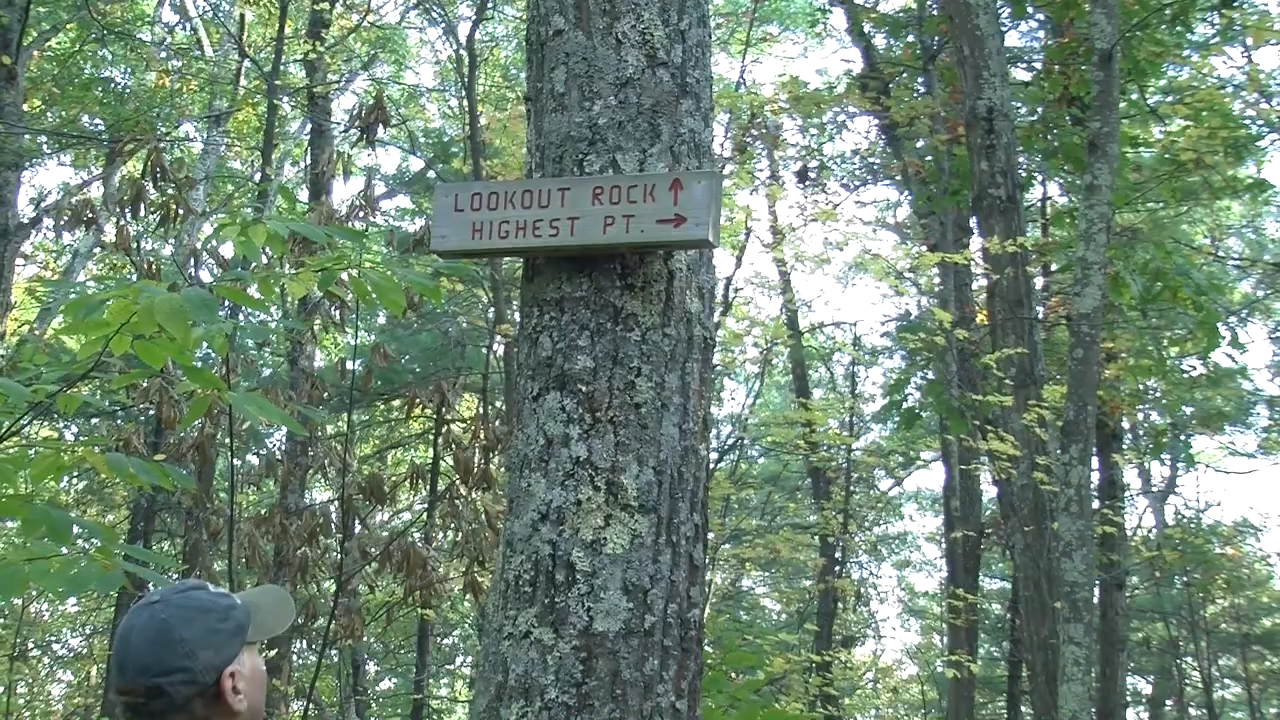 LOOKOUT ROCK ↑
HIGHEST PT. →